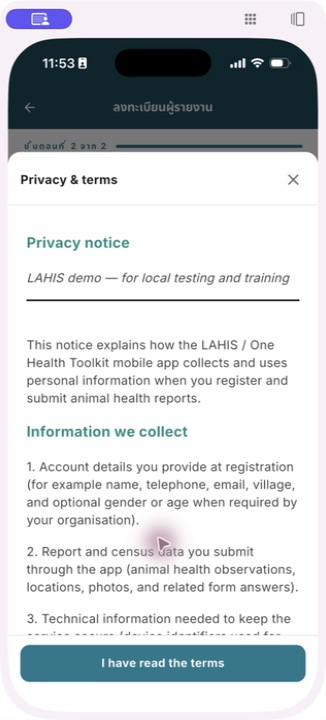 11:53
ลงทะเบียนผู้รายงาน
ขั้นตอนที่ 2 จาก 2
Privacy & terms
Privacy notice
LAHIS demo — for local testing and training
This notice explains how the LAHIS / One
Health Toolkit mobile app collects and uses
personal information when you register and
submit animal health reports.
Information we collect
1. Account details you provide at registration
(for example name, telephone, email, village,
and optional gender or age when required by
your organisation).
2. Report and census data you submit
through the app (animal health observations,
locations, photos, and related form answers).
3. Technical information needed to keep the
service secure (device identifiers used for
I have read the terms